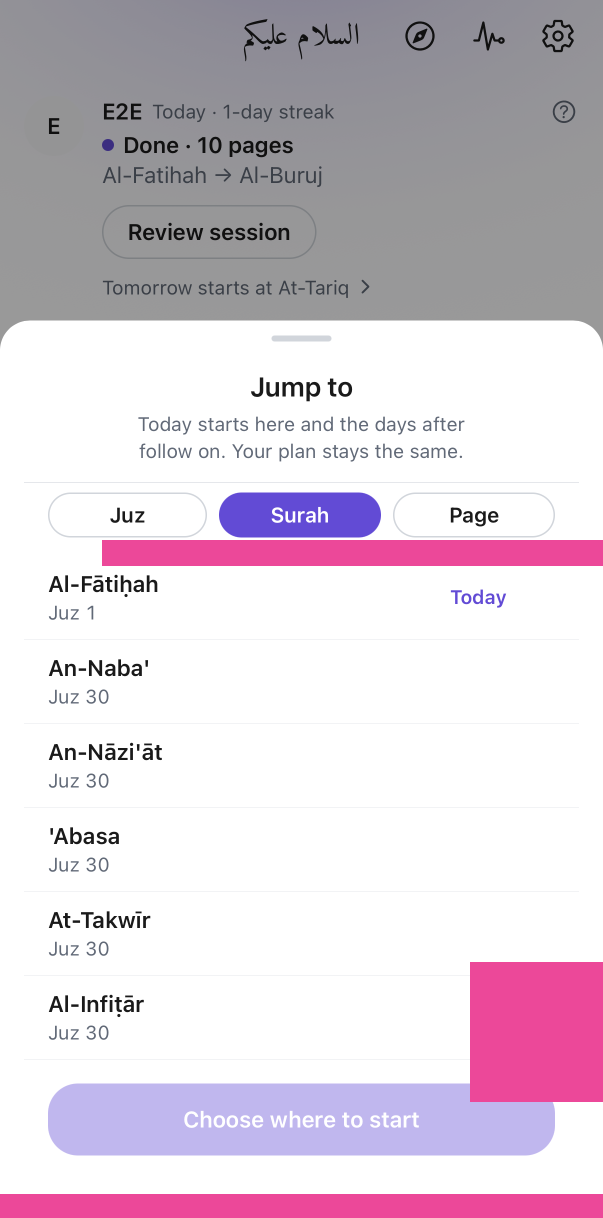 السلام عليكم
E
E2E Today · 1-day streak
Done · 10 pages
Al-Fatihah → Al-Buruj
Review session
Tomorrow starts at At-Tariq
Jump to
Today starts here and the days after
follow on. Your plan stays the same.
Juz
Surah
Page
Al-Fātiḥah
Juz 1
Today
An-Naba'
Juz 30
An-Nāzi'āt
Juz 30
'Abasa
Juz 30
At-Takwīr
Juz 30
Al-Infiṭār
Juz 30
Choose where to start